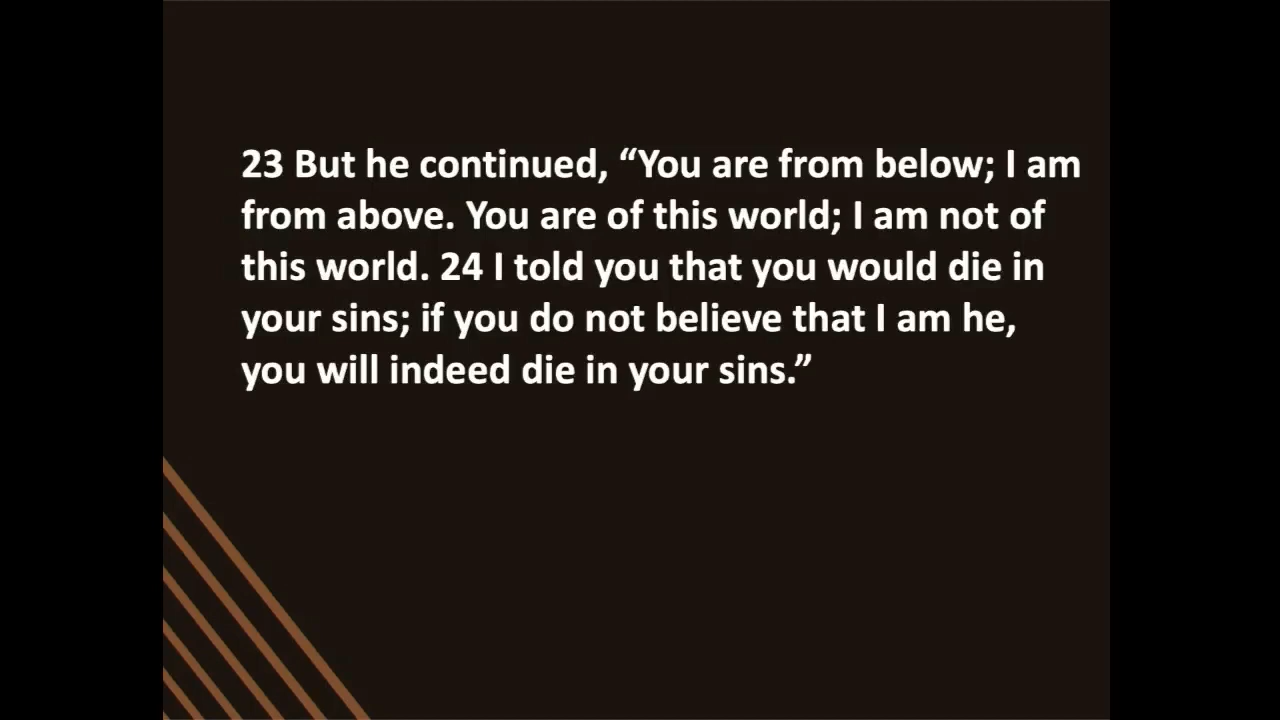 23 But he continued, “You are from below; I am
from above. You are of this world; I am not of
this world. 24 I told you that you would die in
your sins; if you do not believe that I am he,
you will indeed die in your sins.”